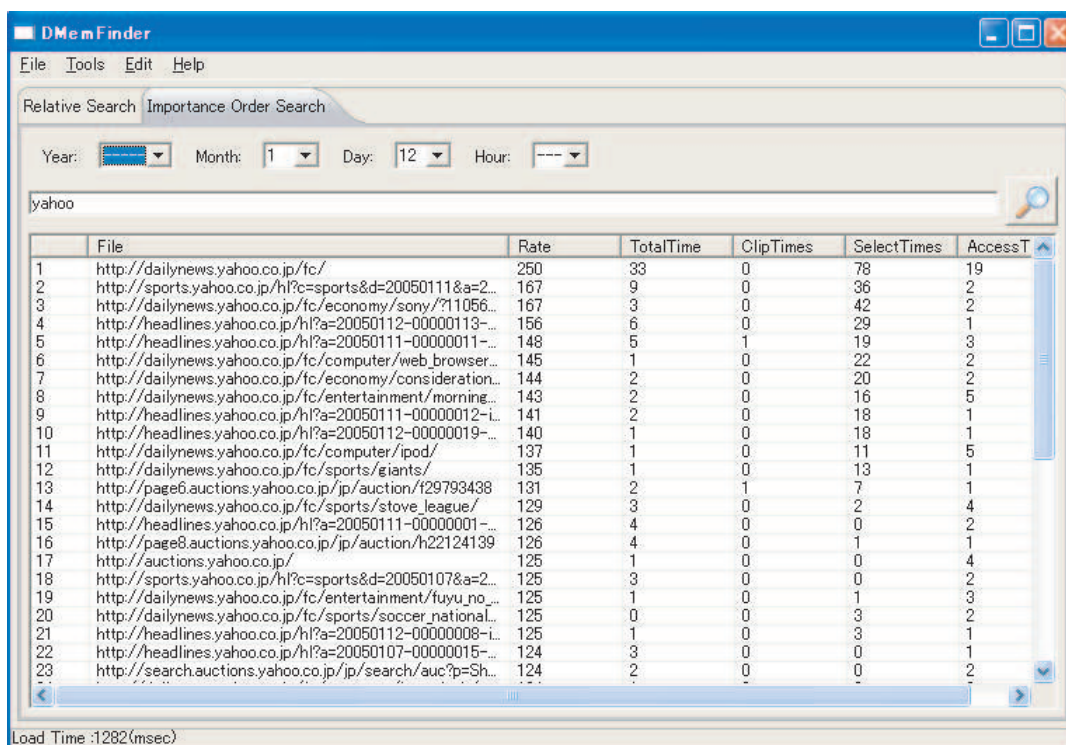 DMemFinder
File Tools Edit Help
Relative Search Importance Order Search
Year: ----- Month: 1 Day: 12 Hour: ---
yahoo
File Rate TotalTime ClipTimes SelectTimes AccessT
1 http://dailynews.yahoo.co.jp/fc/ 250 33 0 78 19
2 http://sports.yahoo.co.jp/hl?c=sports&d=20050111&a=2... 167 9 0 36 2
3 http://dailynews.yahoo.co.jp/fc/economy/sony/?11056... 167 3 0 42 2
4 http://headlines.yahoo.co.jp/hl?a=20050112-00000113-... 156 6 0 29 1
5 http://headlines.yahoo.co.jp/hl?a=20050111-00000011-... 148 5 1 19 3
6 http://dailynews.yahoo.co.jp/fc/computer/web_browser... 145 1 0 22 2
7 http://dailynews.yahoo.co.jp/fc/economy/consideration... 144 2 0 20 2
8 http://dailynews.yahoo.co.jp/fc/entertainment/morning... 143 2 0 16 5
9 http://headlines.yahoo.co.jp/hl?a=20050111-00000012-i... 141 2 0 18 1
10 http://headlines.yahoo.co.jp/hl?a=20050112-00000019-... 140 1 0 18 1
11 http://dailynews.yahoo.co.jp/fc/computer/ipod/ 137 1 0 11 5
12 http://dailynews.yahoo.co.jp/fc/sports/giants/ 135 1 0 13 1
13 http://page6.auctions.yahoo.co.jp/jp/auction/f29793438 131 2 1 7 1
14 http://dailynews.yahoo.co.jp/fc/sports/stove_league/ 129 3 0 2 4
15 http://headlines.yahoo.co.jp/hl?a=20050111-00000001-... 126 4 0 0 2
16 http://page8.auctions.yahoo.co.jp/jp/auction/h22124139 126 4 0 1 1
17 http://auctions.yahoo.co.jp/ 125 1 0 0 4
18 http://sports.yahoo.co.jp/hl?c=sports&d=20050107&a=2... 125 3 0 0 2
19 http://dailynews.yahoo.co.jp/fc/entertainment/fuyu_no_... 125 1 0 1 3
20 http://dailynews.yahoo.co.jp/fc/sports/soccer_national... 125 0 0 3 2
21 http://headlines.yahoo.co.jp/hl?a=20050112-00000008-i... 125 1 0 3 1
22 http://headlines.yahoo.co.jp/hl?a=20050107-00000015-... 124 3 0 0 1
23 http://search.auctions.yahoo.co.jp/jp/search/auc?p=Sh... 124 2 0 0 2
Load Time :1282(msec)